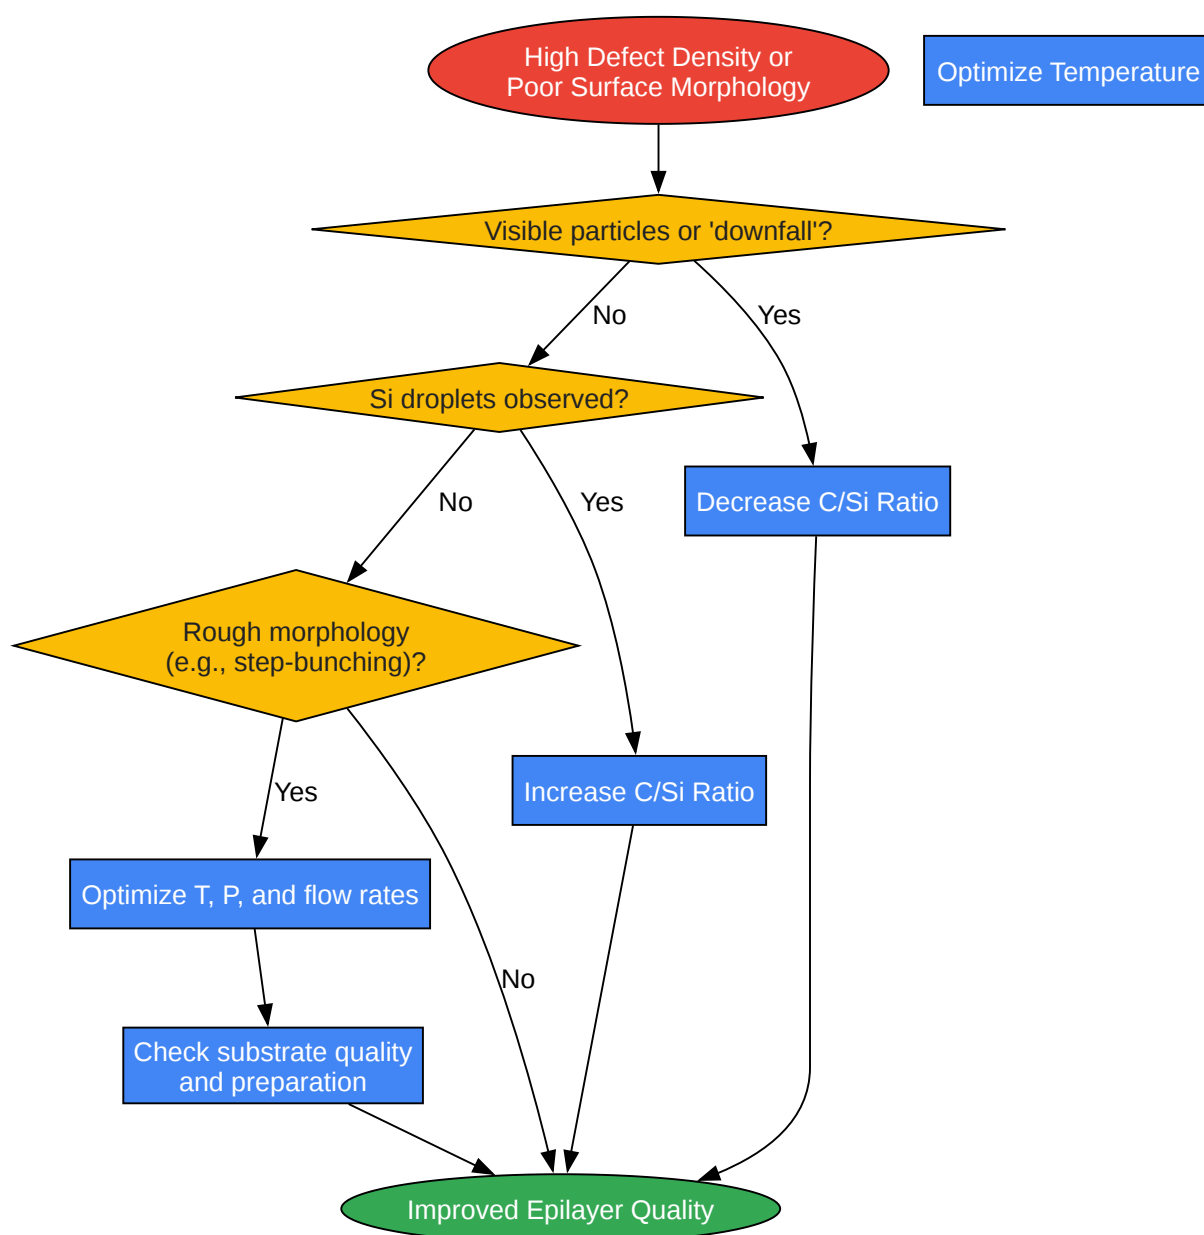 High Defect Density or
Poor Surface Morphology
Optimize Temperature
Visible particles or 'downfall'?
No
Yes
Si droplets observed?
No
Yes
Decrease C/Si Ratio
Rough morphology
(e.g., step-bunching)?
Yes
Increase C/Si Ratio
Optimize T, P, and flow rates
No
Check substrate quality
and preparation
Improved Epilayer Quality